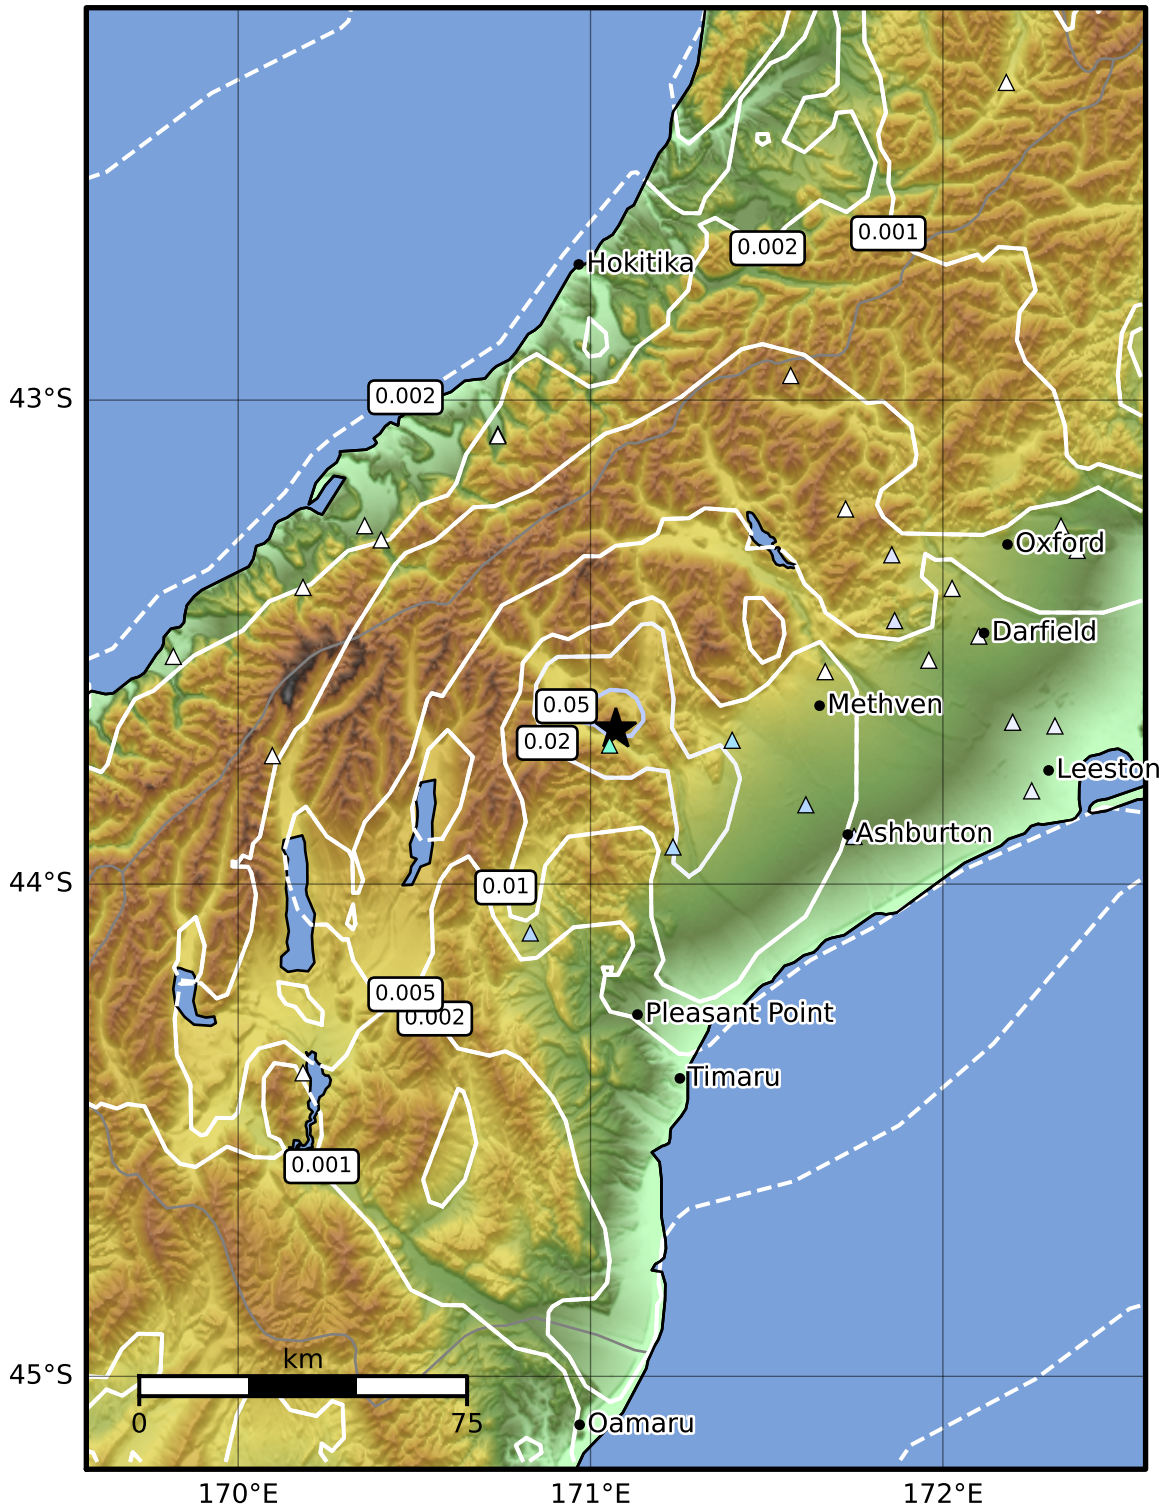 0.002
0.001
Hokitika
43°S
0.002
Oxford
Darfield
0.05
Methven
0.02
Leeston
Ashburton
44°S
0.01
0.005
0.002
Pleasant Point
Timaru
0.001
km
45°S
0
75
Oamaru
170°E
171°E
172°E